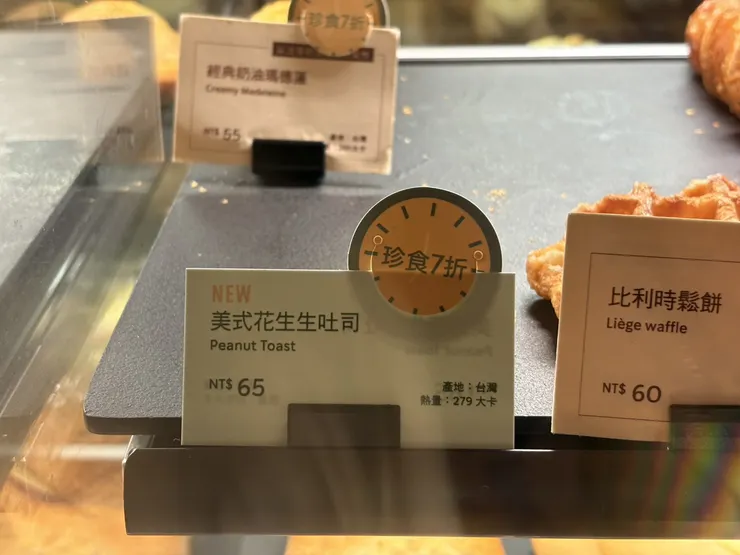 珍食7折
經典奶油瑪德蓮
Creamy Madeleine
NT$ 55
珍食7折
NEW
美式花生生吐司
Peanut Toast
NT$ 65
產地：台灣
熱量：279 大卡
比利時鬆餅
Liège waffle
NT$ 60